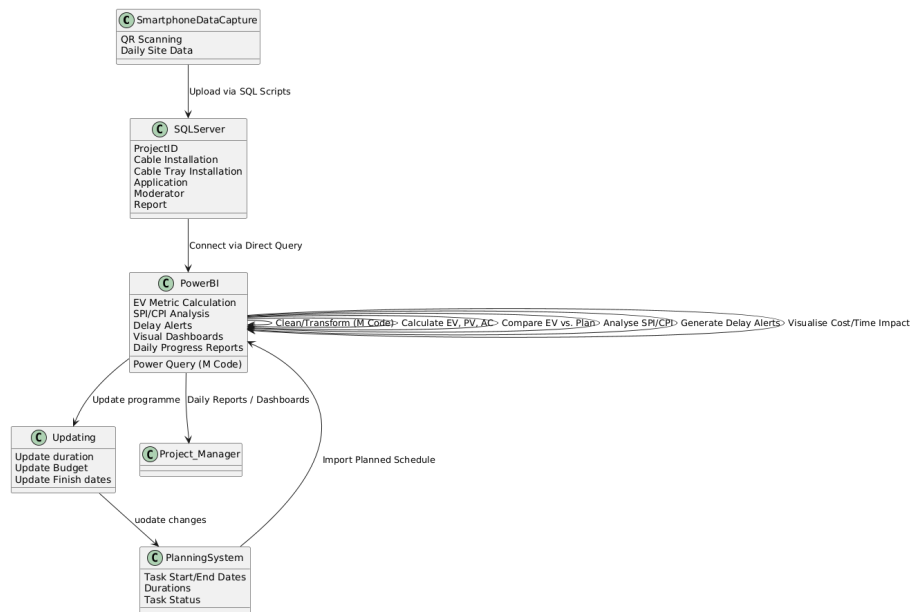 C SmartphoneDataCapture
QR Scanning
Daily Site Data
Upload via SQL Scripts
C SQLServer
ProjectID
Cable Installation
Cable Tray Installation
Application
Moderator
Report
Connect via Direct Query
C PowerBI
EV Metric Calculation
SPI/CPI Analysis
Delay Alerts
Visual Dashboards
Daily Progress Reports
Power Query (M Code)
Clean/Transform (M Code)
Calculate EV, PV, AC
Compare EV vs. Plan
Analyse SPI/CPI
Generate Delay Alerts
Visualise Cost/Time Impact
Update programme
Daily Reports / Dashboards
C Updating
Update duration
Update Budget
Update Finish dates
C Project_Manager
Import Planned Schedule
uodate changes
C PlanningSystem
Task Start/End Dates
Durations
Task Status